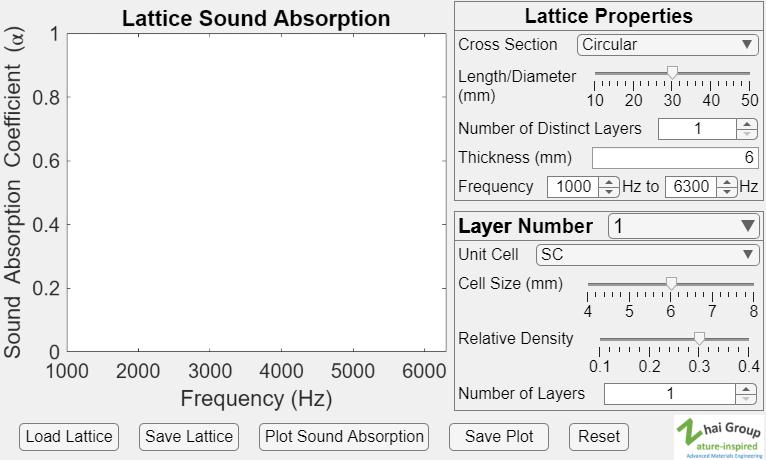 Lattice Sound Absorption
Sound Absorption Coefficient (α)
1
0.8
0.6
0.4
0.2
0
1000 2000 3000 4000 5000 6000
Frequency (Hz)
Lattice Properties
Cross Section Circular
Length/Diameter
(mm)
10 20 30 40 50
Number of Distinct Layers 1
Thickness (mm) 6
Frequency 1000 Hz to 6300 Hz
Layer Number 1
Unit Cell SC
Cell Size (mm)
4 5 6 7 8
Relative Density
0.1 0.2 0.3 0.4
Number of Layers 1
Load Lattice Save Lattice Plot Sound Absorption Save Plot Reset
Zhai Group
Nature-inspired
Advanced Materials Engineering